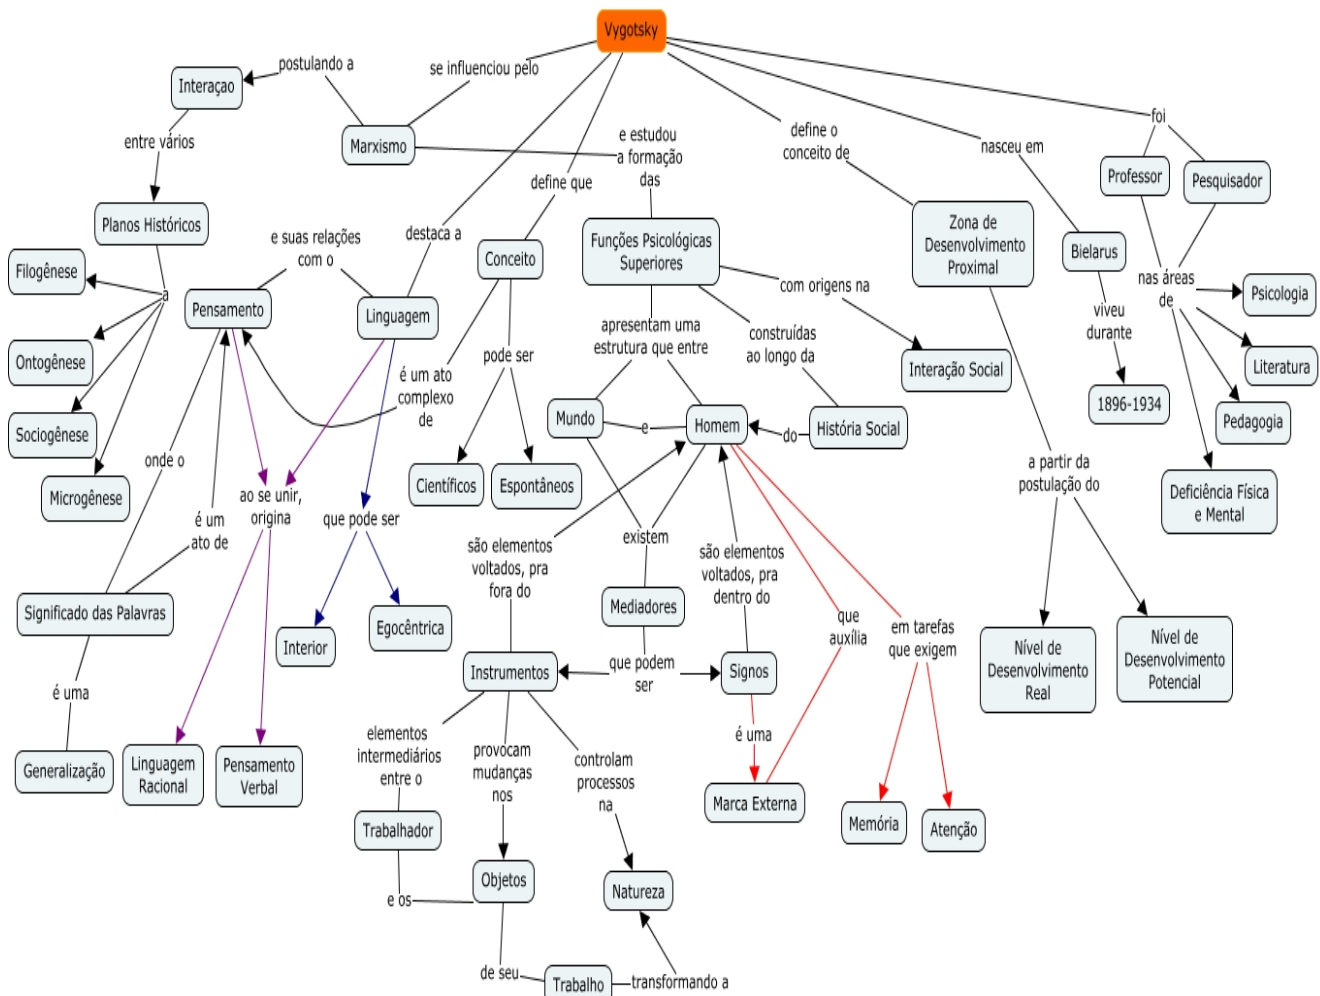 Vygotsky
postulando a
se influenciou pelo
Interaçao
foi
Marxismo
e estudou
a formação
das
define o
conceito de
nasceu em
entre vários
define que
Professor
Pesquisador
Planos Históricos
e suas relações
com o
destaca a
Conceito
Funções Psicológicas
Superiores
Zona de
Desenvolvimento
Proximal
Bielarus
Filogênese
a
Pensamento
Linguagem
com origens na
nas áreas
de
Psicologia
viveu
durante
apresentam uma
estrutura que entre
construídas
ao longo da
Ontogênese
pode ser
é um ato
complexo
de
Interação Social
Literatura
1896-1934
Sociogênese
Mundo
e
Homem
do
História Social
Pedagogia
onde o
Microgênese
Científicos
Espontâneos
a partir da
postulação do
Deficiência Física
e Mental
ao se unir,
origina
que pode ser
é um
ato de
existem
são elementos
voltados, pra
fora do
são elementos
voltados, pra
dentro do
Significado das Palavras
Interior
Egocêntrica
Mediadores
que
auxília
em tarefas
que exigem
Nível de
Desenvolvimento
Real
Nível de
Desenvolvimento
Potencial
Instrumentos
que podem
ser
Signos
é uma
elementos
intermediários
entre o
provocam
mudanças
nos
controlam
processos
na
é uma
Generalização
Linguagem
Racional
Pensamento
Verbal
Marca Externa
Memória
Atenção
Trabalhador
Objetos
Natureza
e os
de seu
Trabalho
transformando a